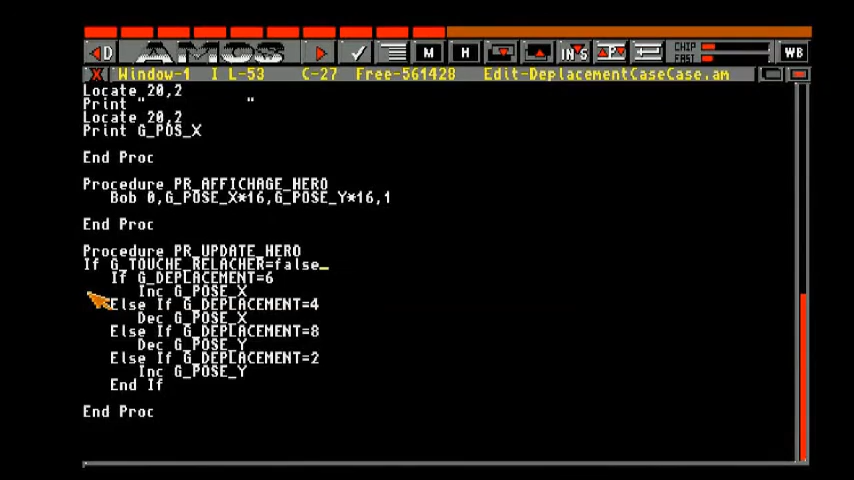 D AMOS M H INS CHIP FAST WB
Window-1 I L-53 C-27 Free-561428 Edit-DeplacementCaseCase.am
Locate 20,2
Print "            "
Locate 20,2
Print G_POS_X
End Proc
Procedure PR_AFFICHAGE_HERO
Bob 0,G_POSE_X*16,G_POSE_Y*16,1
End Proc
Procedure PR_UPDATE_HERO
If G_TOUCHE_RELACHER=false_
If G_DEPLACEMENT=6
Inc G_POSE_X
Else If G_DEPLACEMENT=4
Dec G_POSE_X
Else If G_DEPLACEMENT=8
Dec G_POSE_Y
Else If G_DEPLACEMENT=2
Inc G_POSE_Y
End If
End Proc